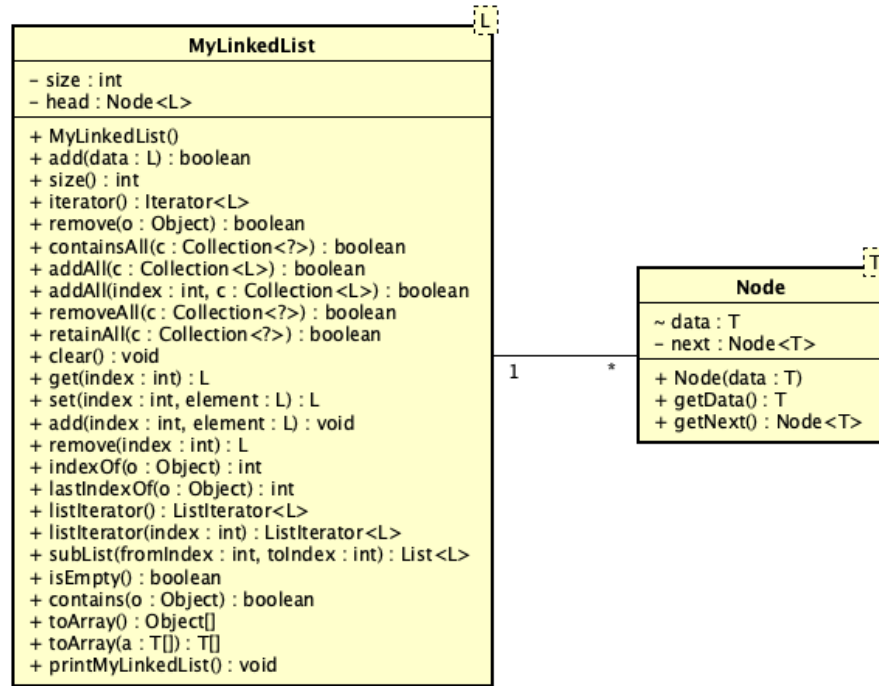 L
MyLinkedList
- size : int
- head : Node<L>
+ MyLinkedList()
+ add(data : L) : boolean
+ size() : int
+ iterator() : Iterator<L>
+ remove(o : Object) : boolean
+ containsAll(c : Collection<?>) : boolean
+ addAll(c : Collection<L>) : boolean
+ addAll(index : int, c : Collection<L>) : boolean
+ removeAll(c : Collection<?>) : boolean
+ retainAll(c : Collection<?>) : boolean
+ clear() : void
+ get(index : int) : L
+ set(index : int, element : L) : L
+ add(index : int, element : L) : void
+ remove(index : int) : L
+ indexOf(o : Object) : int
+ lastIndexOf(o : Object) : int
+ listIterator() : ListIterator<L>
+ listIterator(index : int) : ListIterator<L>
+ subList(fromIndex : int, toIndex : int) : List<L>
+ isEmpty() : boolean
+ contains(o : Object) : boolean
+ toArray() : Object[]
+ toArray(a : T[]) : T[]
+ printMyLinkedList() : void
1
*
T
Node
~ data : T
- next : Node<T>
+ Node(data : T)
+ getData() : T
+ getNext() : Node<T>